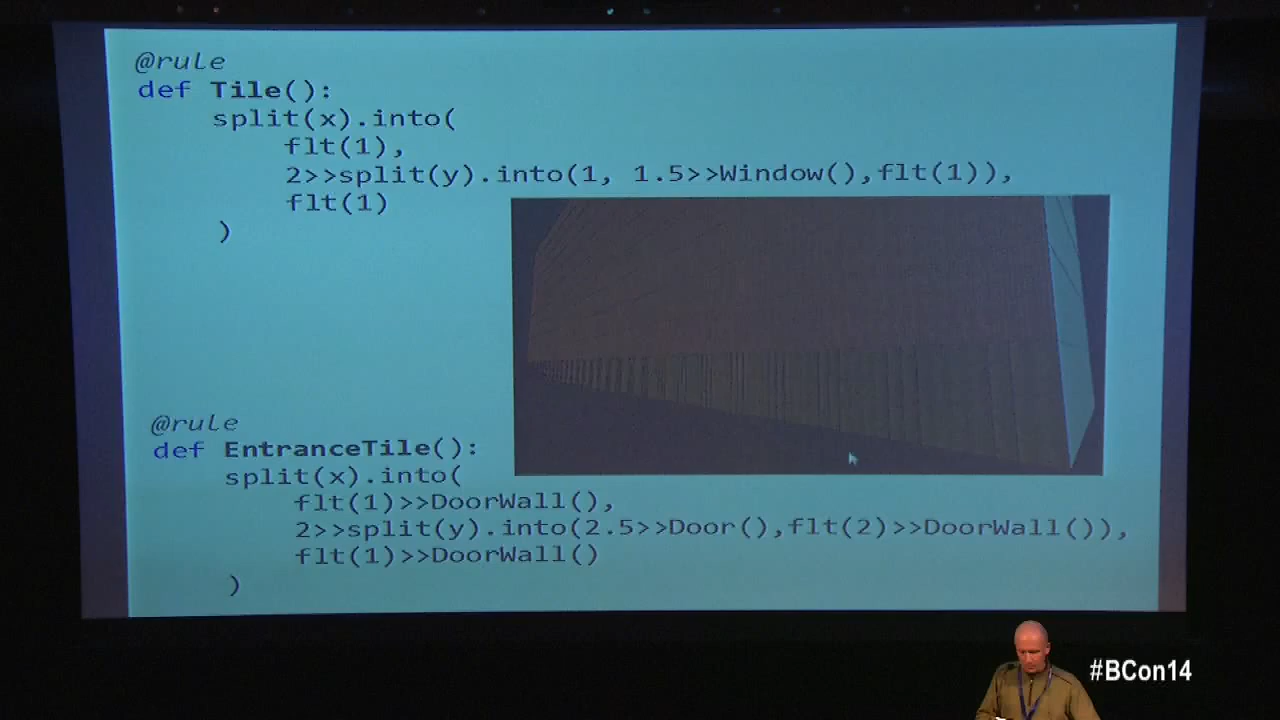 @rule
def Tile():
split(x).into(
flt(1),
2>>split(y).into(1, 1.5>>Window(),flt(1)),
flt(1)
)
@rule
def EntranceTile():
split(x).into(
flt(1)>>DoorWall(),
2>>split(y).into(2.5>>Door(),flt(2)>>DoorWall()),
flt(1)>>DoorWall()
)
#BCon14